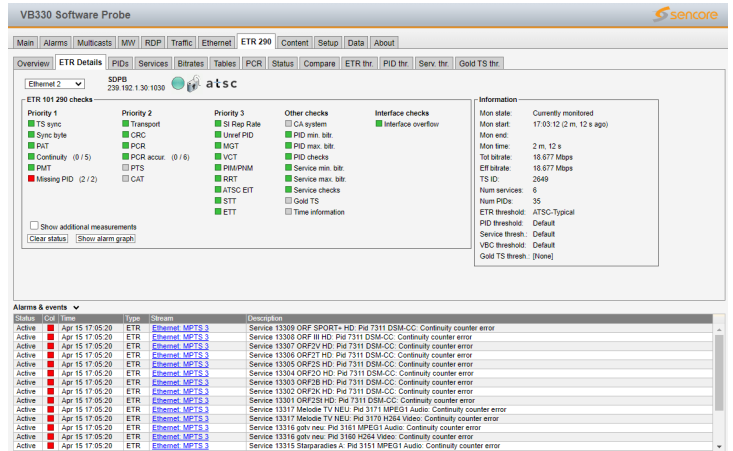 VB330 Software Probe
sencore
Main Alarms Multicasts MW RDP Traffic Ethernet ETR 290 Content Setup Data About
Overview ETR Details PIDs Services Bitrates Tables PCR Status Compare ETR thr. PID thr. Serv. thr. Gold TS thr.
Ethernet 2 SDPB
239.192.1.30:1030 atsc
ETR 101 290 checks
Information
Priority 1 Priority 2 Priority 3 Other checks Interface checks
TS sync Transport SI Rep Rate CA system Interface overflow
Sync byte CRC Unref PID PID min. bitr.
PAT PCR MGT PID max. bitr.
Continuity (0 / 5) PCR accur. (0 / 6) VCT PID checks
PMT PTS PIM/PNM Service min. bitr.
Missing PID (2 / 2) CAT RRT Service max. bitr.
ATSC EIT Service checks
STT Gold TS
ETT Time information
Show additional measurements
Clear status Show alarm graph
Mon state: Currently monitored
Mon start: 17:03:12 (2 m, 12 s ago)
Mon end:
Mon time: 2 m, 12 s
Tot bitrate: 18.677 Mbps
Eff bitrate: 18.677 Mbps
TS ID: 2649
Num services: 6
Num PIDs: 35
ETR threshold: ATSC-Typical
PID threshold: Default
Service thresh.: Default
VBC threshold: Default
Gold TS thresh.: [None]
Alarms & events
Status Col Time Type Stream Description
Active Apr 15 17:05:20 ETR Ethernet: MPTS 3 Service 13309 ORF SPORT+ HD: Pid 7311 DSM-CC: Continuity counter error
Active Apr 15 17:05:20 ETR Ethernet: MPTS 3 Service 13308 ORF III HD: Pid 7311 DSM-CC: Continuity counter error
Active Apr 15 17:05:20 ETR Ethernet: MPTS 3 Service 13307 ORF2V HD: Pid 7311 DSM-CC: Continuity counter error
Active Apr 15 17:05:20 ETR Ethernet: MPTS 3 Service 13306 ORF2T HD: Pid 7311 DSM-CC: Continuity counter error
Active Apr 15 17:05:20 ETR Ethernet: MPTS 3 Service 13305 ORF2S HD: Pid 7311 DSM-CC: Continuity counter error
Active Apr 15 17:05:20 ETR Ethernet: MPTS 3 Service 13304 ORF2O HD: Pid 7311 DSM-CC: Continuity counter error
Active Apr 15 17:05:20 ETR Ethernet: MPTS 3 Service 13303 ORF2B HD: Pid 7311 DSM-CC: Continuity counter error
Active Apr 15 17:05:20 ETR Ethernet: MPTS 3 Service 13302 ORF2K HD: Pid 7311 DSM-CC: Continuity counter error
Active Apr 15 17:05:20 ETR Ethernet: MPTS 3 Service 13301 ORF2St HD: Pid 7311 DSM-CC: Continuity counter error
Active Apr 15 17:05:20 ETR Ethernet: MPTS 3 Service 13317 Melodie TV NEU: Pid 3171 MPEG1 Audio: Continuity counter error
Active Apr 15 17:05:20 ETR Ethernet: MPTS 3 Service 13317 Melodie TV NEU: Pid 3170 H264 Video: Continuity counter error
Active Apr 15 17:05:20 ETR Ethernet: MPTS 3 Service 13316 gotv neu: Pid 3161 MPEG1 Audio: Continuity counter error
Active Apr 15 17:05:20 ETR Ethernet: MPTS 3 Service 13316 gotv neu: Pid 3160 H264 Video: Continuity counter error
Active Apr 15 17:05:20 ETR Ethernet: MPTS 3 Service 13315 Starparadies A: Pid 3151 MPEG1 Audio: Continuity counter error